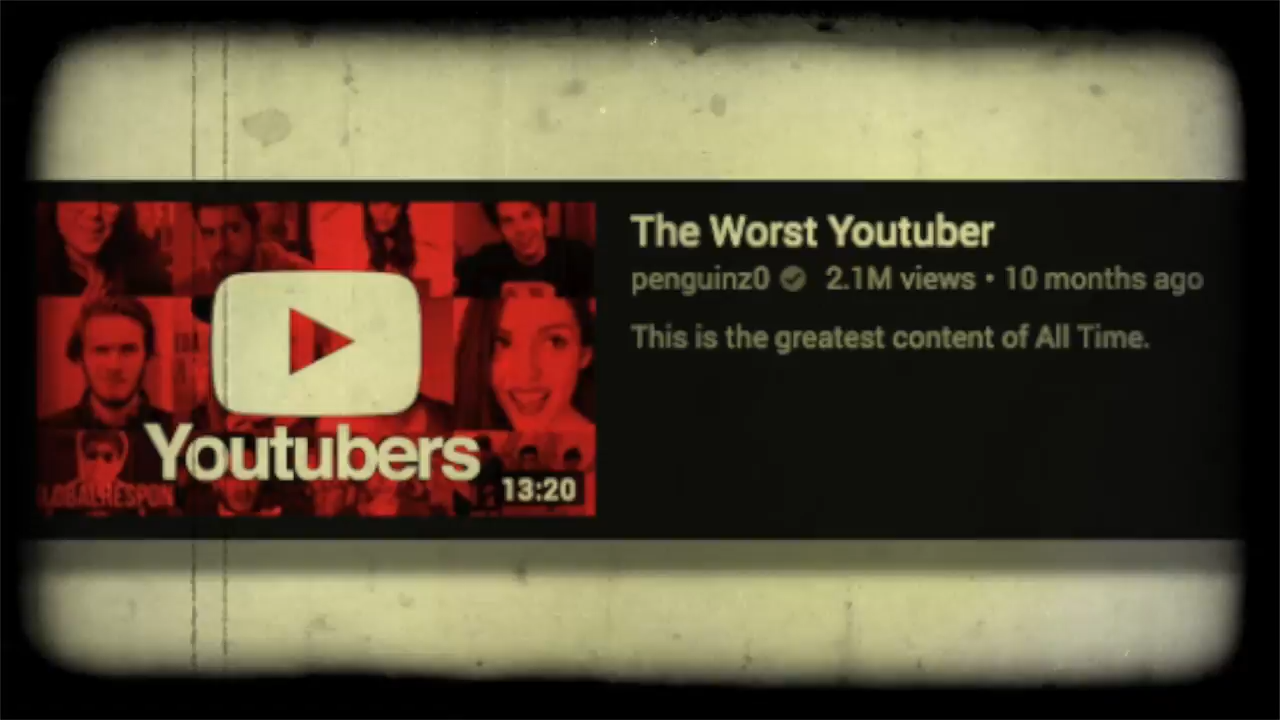 The Worst Youtuber
penguinz0 2.1M views • 10 months ago
This is the greatest content of All Time.
Youtubers
13:20